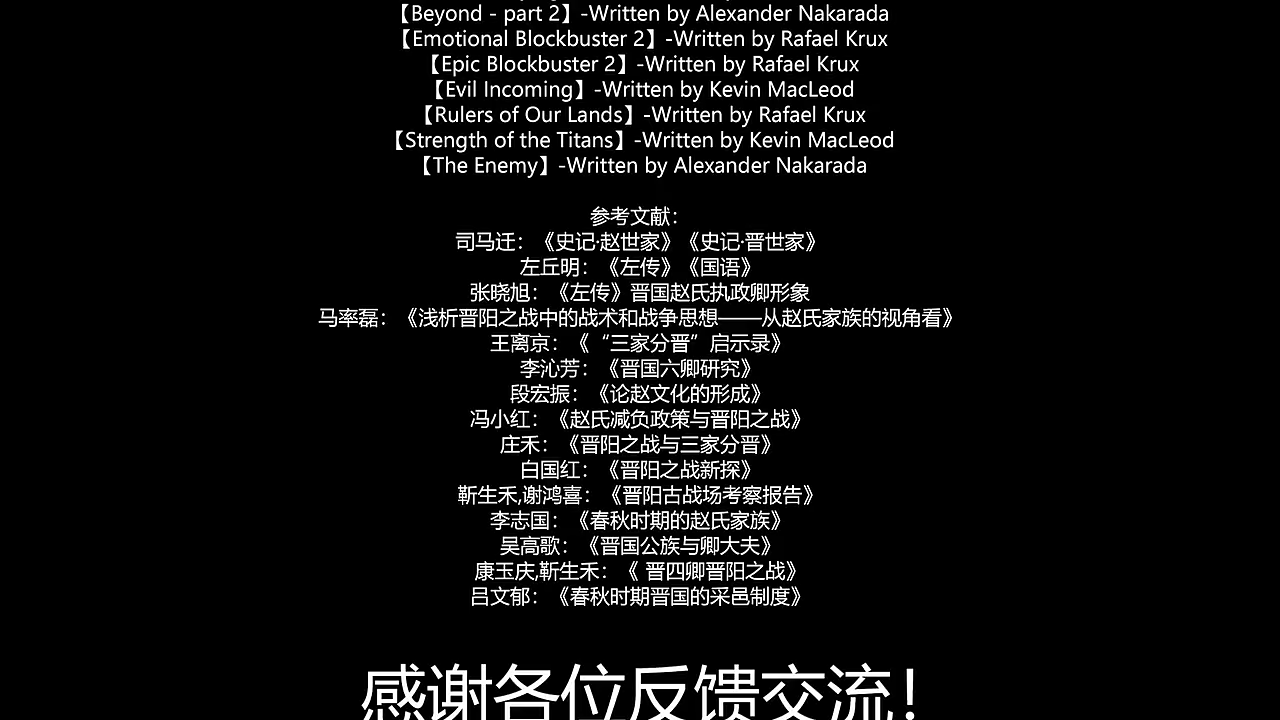 【Beyond - part 2】-Written by Alexander Nakarada
【Emotional Blockbuster 2】-Written by Rafael Krux
【Epic Blockbuster 2】-Written by Rafael Krux
【Evil Incoming】-Written by Kevin MacLeod
【Rulers of Our Lands】-Written by Rafael Krux
【Strength of the Titans】-Written by Kevin MacLeod
【The Enemy】-Written by Alexander Nakarada
参考文献：
司马迁：《史记·赵世家》《史记·晋世家》
左丘明：《左传》《国语》
张晓旭：《左传》晋国赵氏执政卿形象
马率磊：《浅析晋阳之战中的战术和战争思想——从赵氏家族的视角看》
王离京：《“三家分晋”启示录》
李沁芳：《晋国六卿研究》
段宏振：《论赵文化的形成》
冯小红：《赵氏减负政策与晋阳之战》
庄禾：《晋阳之战与三家分晋》
白国红：《晋阳之战新探》
靳生禾,谢鸿喜：《晋阳古战场考察报告》
李志国：《春秋时期的赵氏家族》
吴高歌：《晋国公族与卿大夫》
康玉庆,靳生禾：《 晋四卿晋阳之战》
吕文郁：《春秋时期晋国的采邑制度》
感谢各位反馈交流！